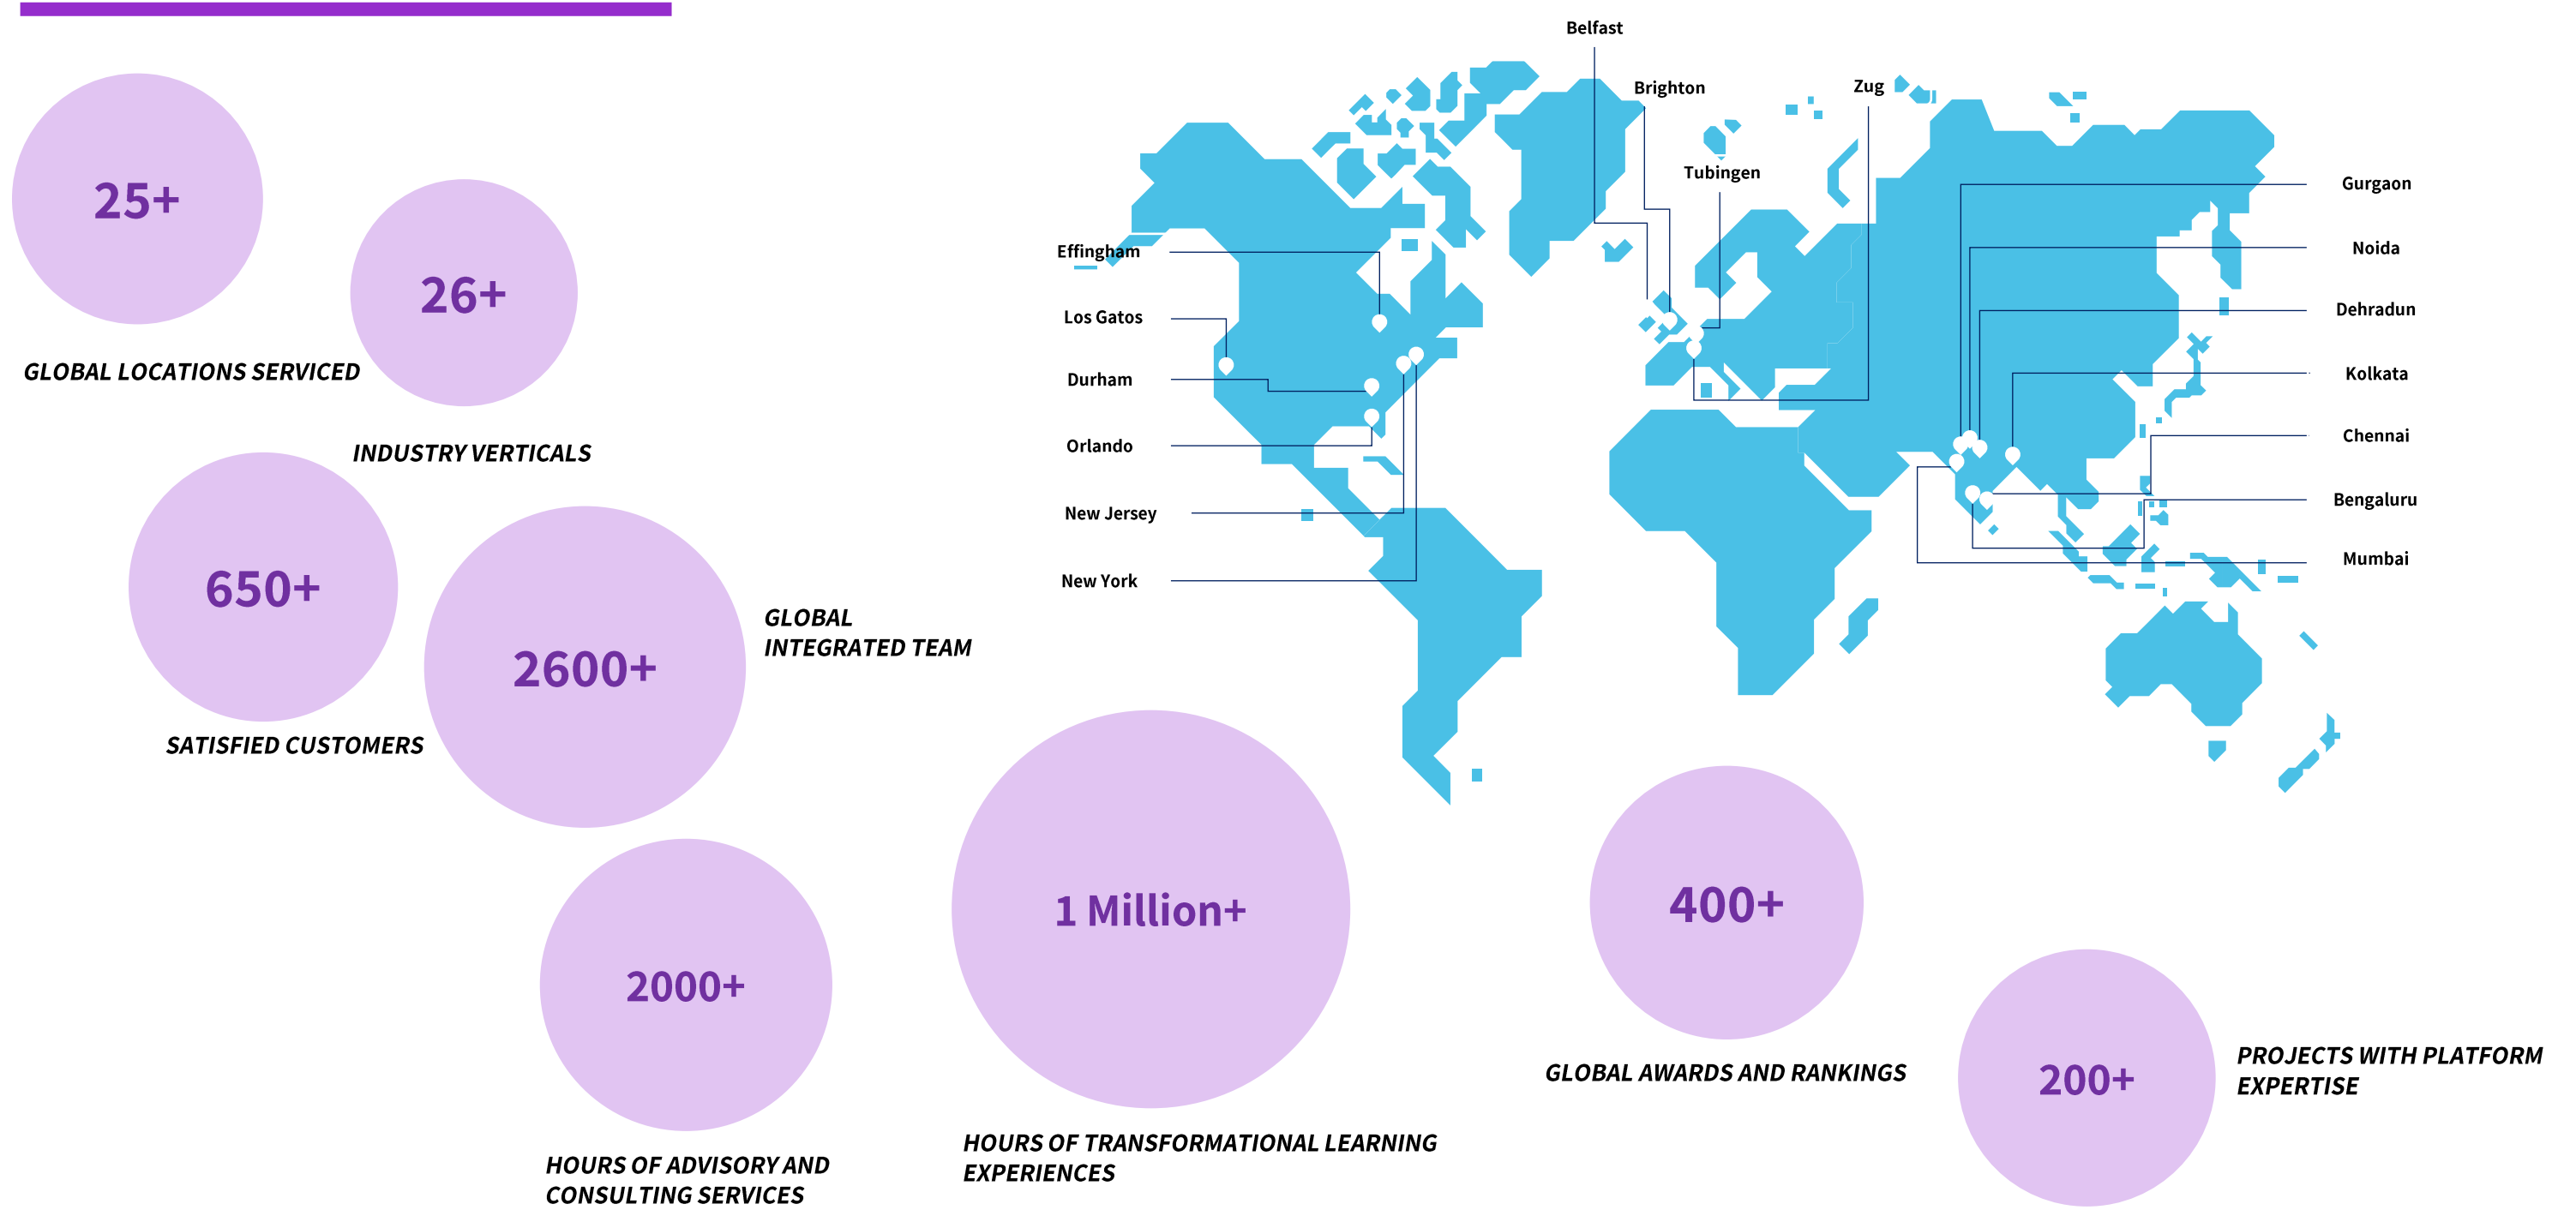 25+
GLOBAL LOCATIONS SERVICED
26+
INDUSTRY VERTICALS
650+
SATISFIED CUSTOMERS
2600+
GLOBAL
INTEGRATED TEAM
2000+
HOURS OF ADVISORY AND
CONSULTING SERVICES
1 Million+
HOURS OF TRANSFORMATIONAL LEARNING
EXPERIENCES
400+
GLOBAL AWARDS AND RANKINGS
200+
PROJECTS WITH PLATFORM
EXPERTISE
Effingham
Los Gatos
Durham
Orlando
New Jersey
New York
Belfast
Brighton
Tubingen
Zug
Gurgaon
Noida
Dehradun
Kolkata
Chennai
Bengaluru
Mumbai